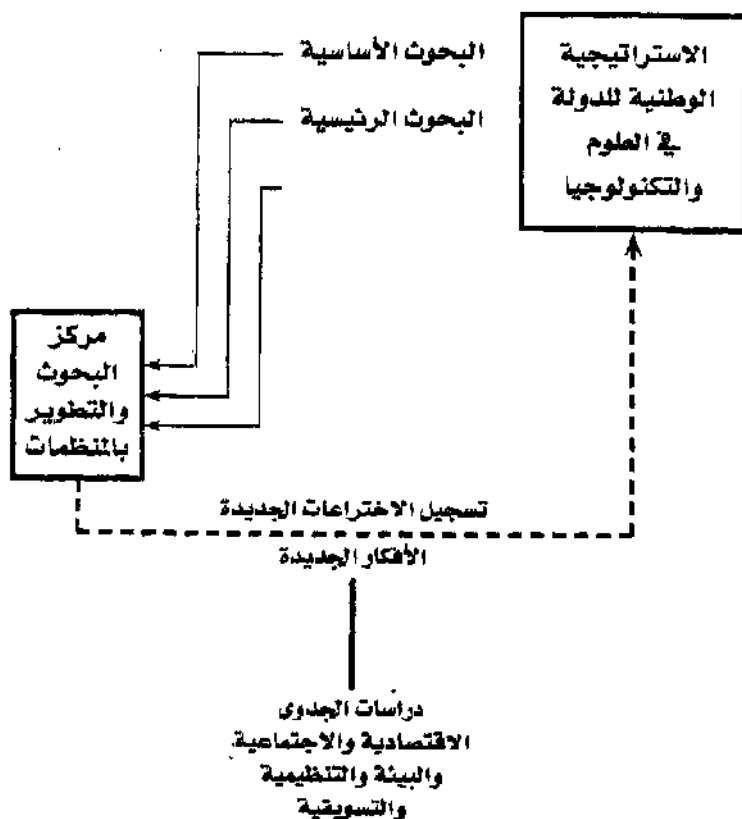 الاستراتيجية
الوطنية للدولة
في العلوم
والتكنولوجيا
البحوث الأساسية
البحوث الرئيسية
مركز
البحوث
والتطوير
بالمنظمات
تسجيل الاختراعات الجديدة
الأفكار الجديدة
دراسات الجدوى
الاقتصادية والاجتماعية
والبيئة والتنظيمية
والتسويقية